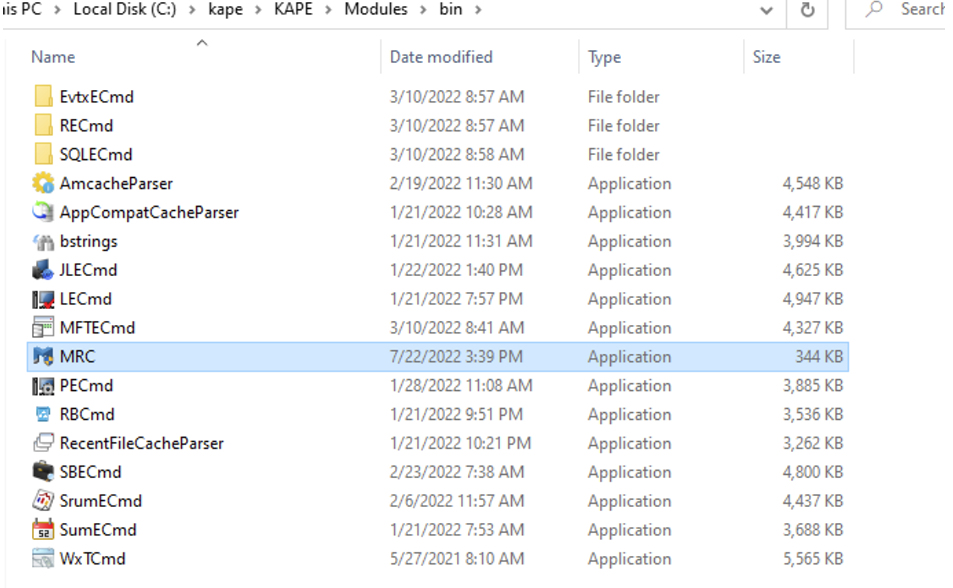 his PC > Local Disk (C:) > kape > KAPE > Modules > bin > Search
Name Date modified Type Size
EvtxECmd 3/10/2022 8:57 AM File folder
RECmd 3/10/2022 8:57 AM File folder
SQLECmd 3/10/2022 8:58 AM File folder
AmcacheParser 2/19/2022 11:30 AM Application 4,548 KB
AppCompatCacheParser 1/21/2022 10:28 AM Application 4,417 KB
bstrings 1/21/2022 11:31 AM Application 3,994 KB
JLECmd 1/22/2022 1:40 PM Application 4,625 KB
LECmd 1/21/2022 7:57 PM Application 4,947 KB
MFTECmd 3/10/2022 8:41 AM Application 4,327 KB
MRC 7/22/2022 3:39 PM Application 344 KB
PECmd 1/28/2022 11:08 AM Application 3,885 KB
RBCmd 1/21/2022 9:51 PM Application 3,536 KB
RecentFileCacheParser 1/21/2022 10:21 PM Application 3,262 KB
SBECmd 2/23/2022 7:38 AM Application 4,800 KB
SrumECmd 2/6/2022 11:57 AM Application 4,437 KB
SumECmd 1/21/2022 7:53 AM Application 3,688 KB
WxTCmd 5/27/2021 8:10 AM Application 5,565 KB